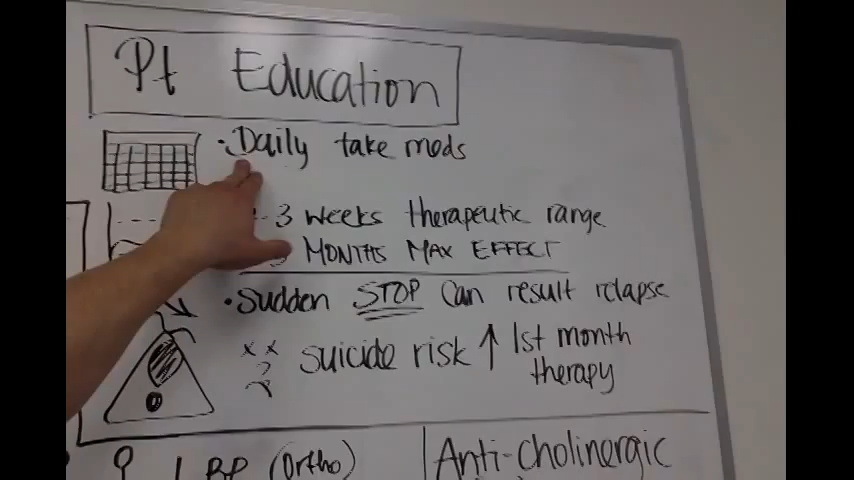 Pt Education
• Daily take meds
- 3 weeks therapeutic range
MONTHS MAX EFFECT
• Sudden STOP can result relapse
x x
suicide risk ↑ 1st month
therapy
BP (Ortho)
Anti-cholinergic